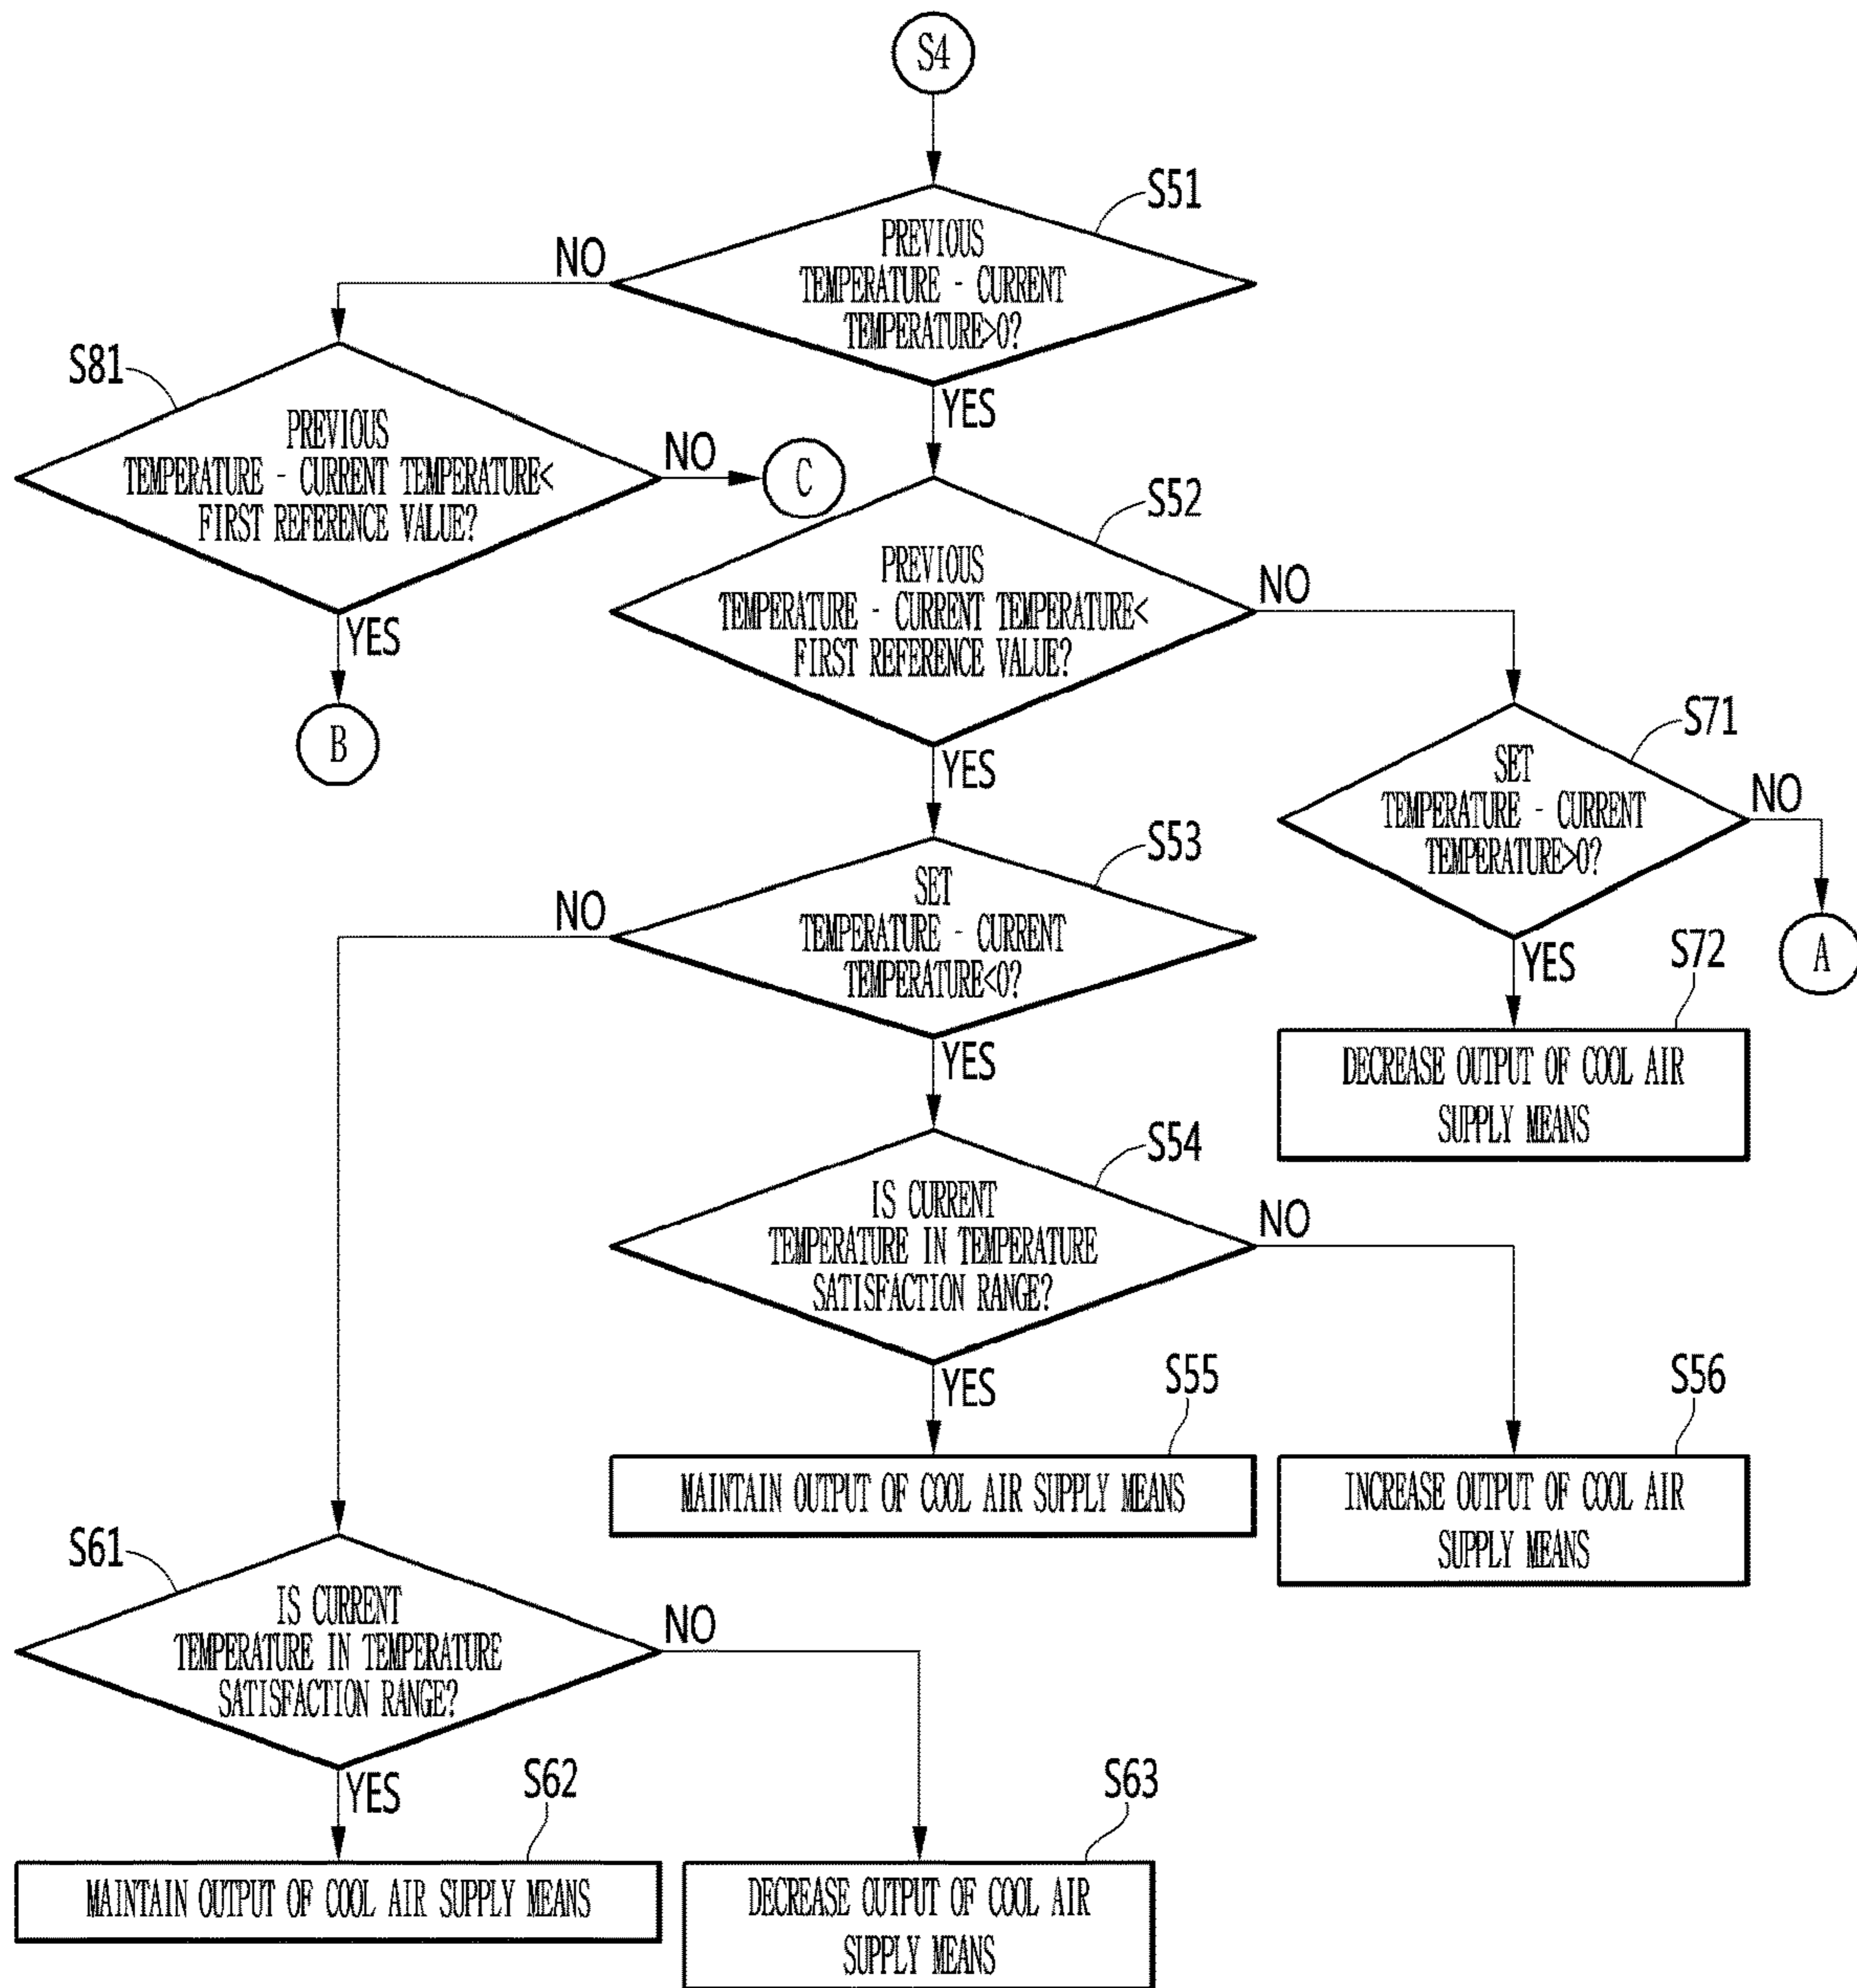 S4
S51
PREVIOUS
TEMPERATURE - CURRENT
TEMPERATURE>0?
NO
YES
S81
PREVIOUS
TEMPERATURE - CURRENT TEMPERATURE<
FIRST REFERENCE VALUE?
NO
C
YES
B
S52
PREVIOUS
TEMPERATURE - CURRENT TEMPERATURE<
FIRST REFERENCE VALUE?
NO
YES
S71
SET
TEMPERATURE - CURRENT
TEMPERATURE>0?
NO
A
YES
S72
DECREASE OUTPUT OF COOL AIR
SUPPLY MEANS
S53
SET
TEMPERATURE - CURRENT
TEMPERATURE<0?
NO
YES
S54
IS CURRENT
TEMPERATURE IN TEMPERATURE
SATISFACTION RANGE?
NO
YES
S55
MAINTAIN OUTPUT OF COOL AIR SUPPLY MEANS
S56
INCREASE OUTPUT OF COOL AIR
SUPPLY MEANS
S61
IS CURRENT
TEMPERATURE IN TEMPERATURE
SATISFACTION RANGE?
NO
YES
S62
MAINTAIN OUTPUT OF COOL AIR SUPPLY MEANS
S63
DECREASE OUTPUT OF COOL AIR
SUPPLY MEANS